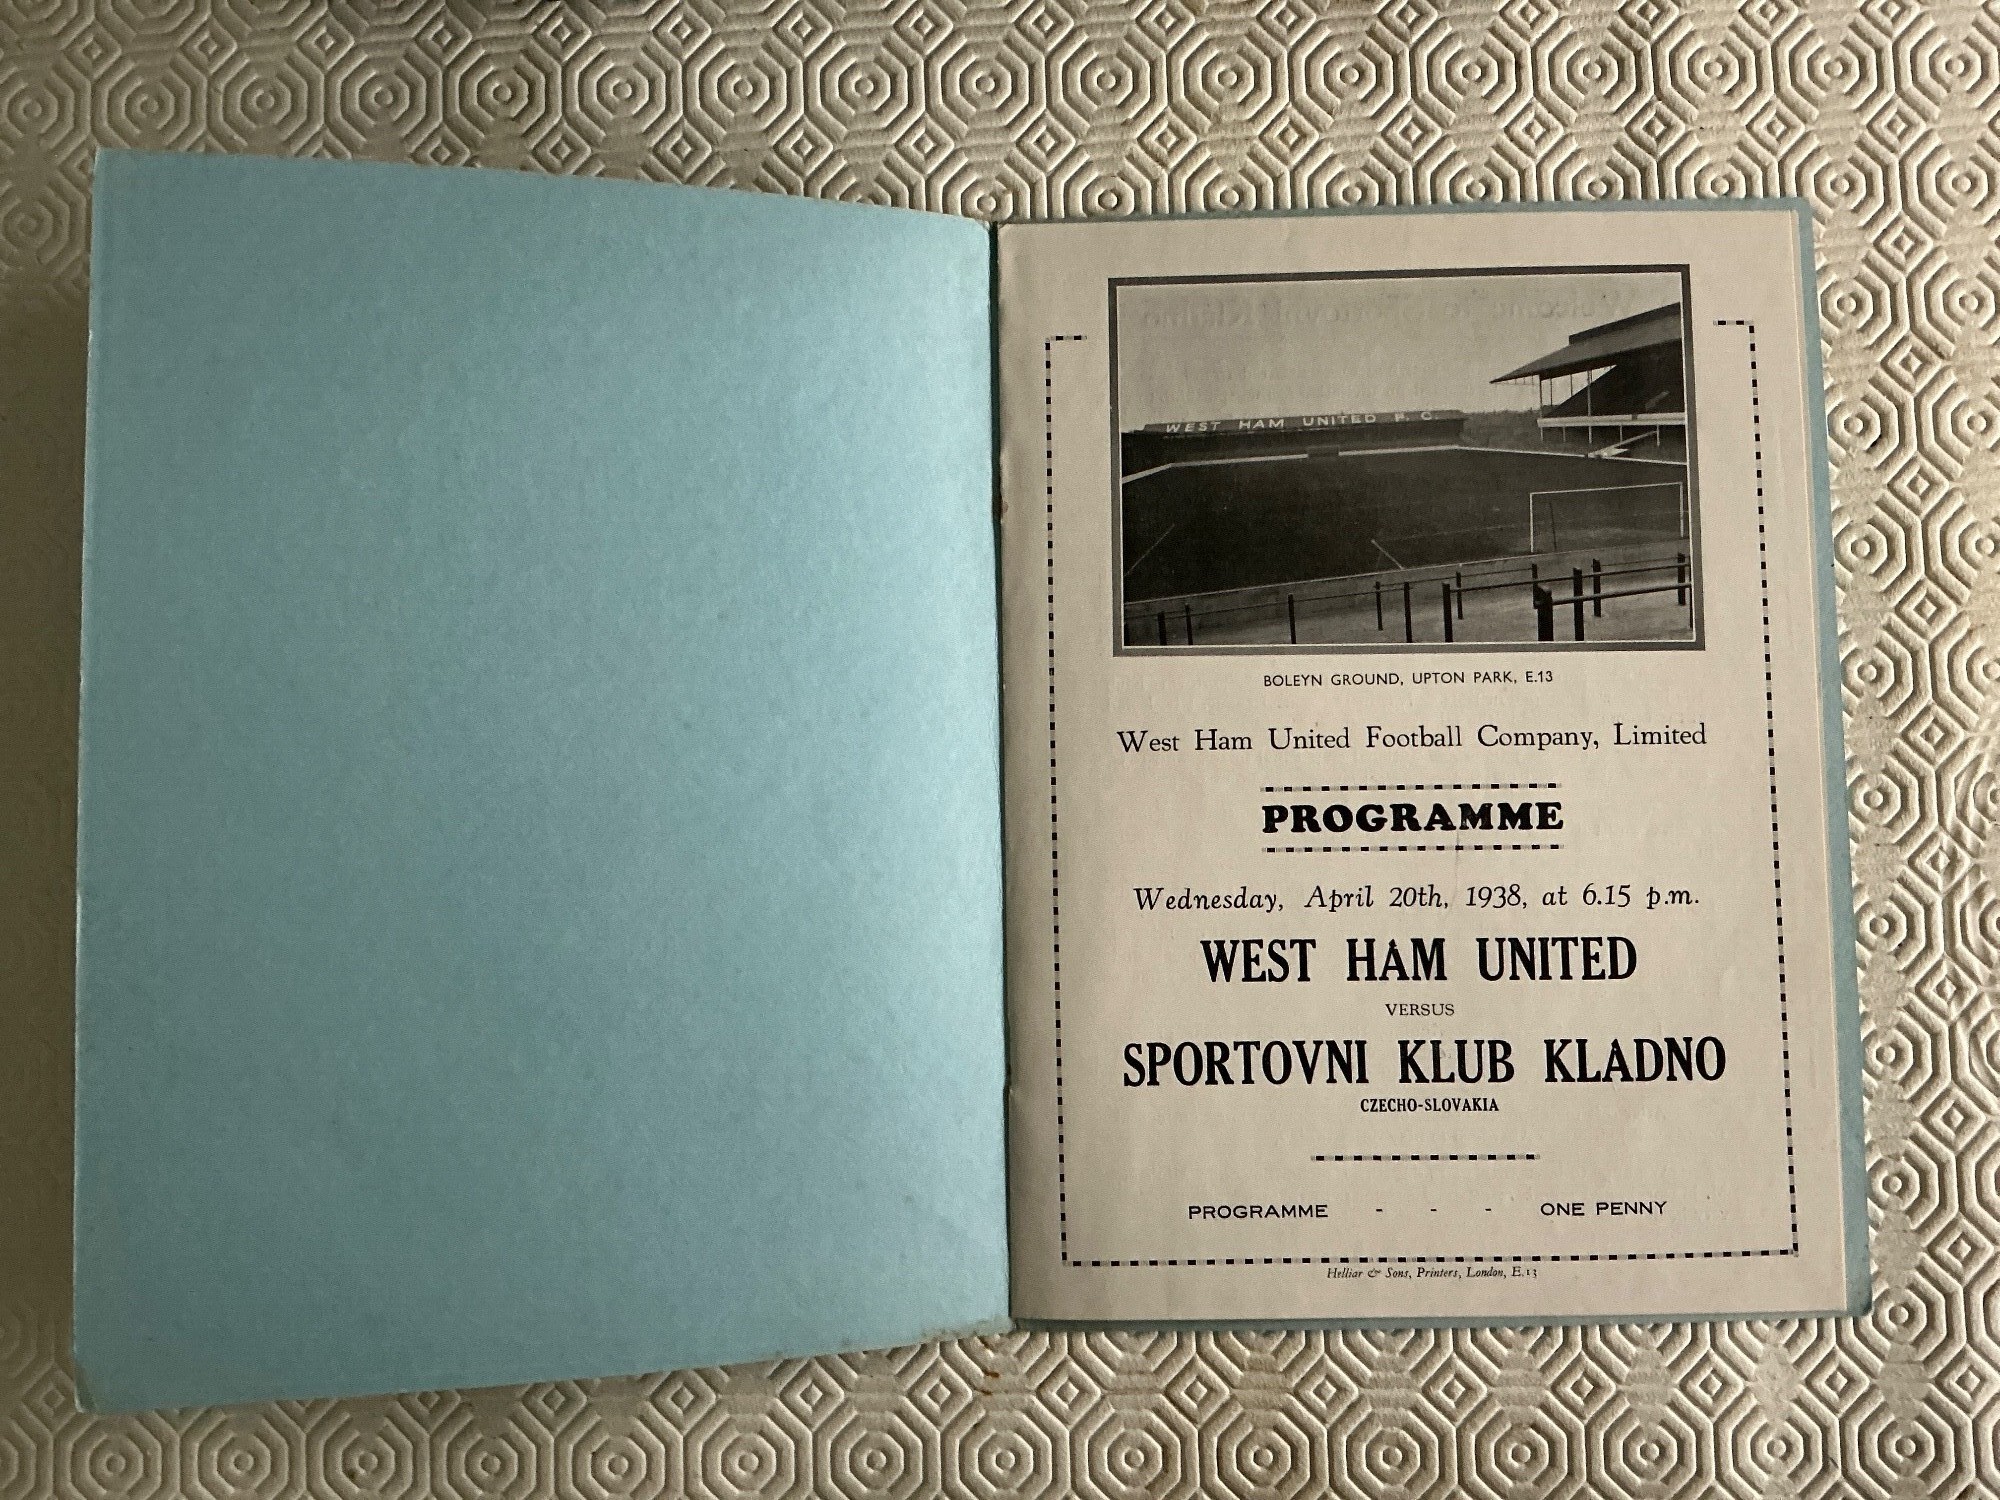 WEST HAM UNITED F. C.
BOLEYN GROUND, UPTON PARK, E.13
West Ham United Football Company, Limited
PROGRAMME
Wednesday, April 20th, 1938, at 6.15 p.m.
WEST HAM UNITED
VERSUS
SPORTOVNI KLUB KLADNO
CZECHO-SLOVAKIA
PROGRAMME - - - ONE PENNY
Helliar & Sons, Printers, London, E.13